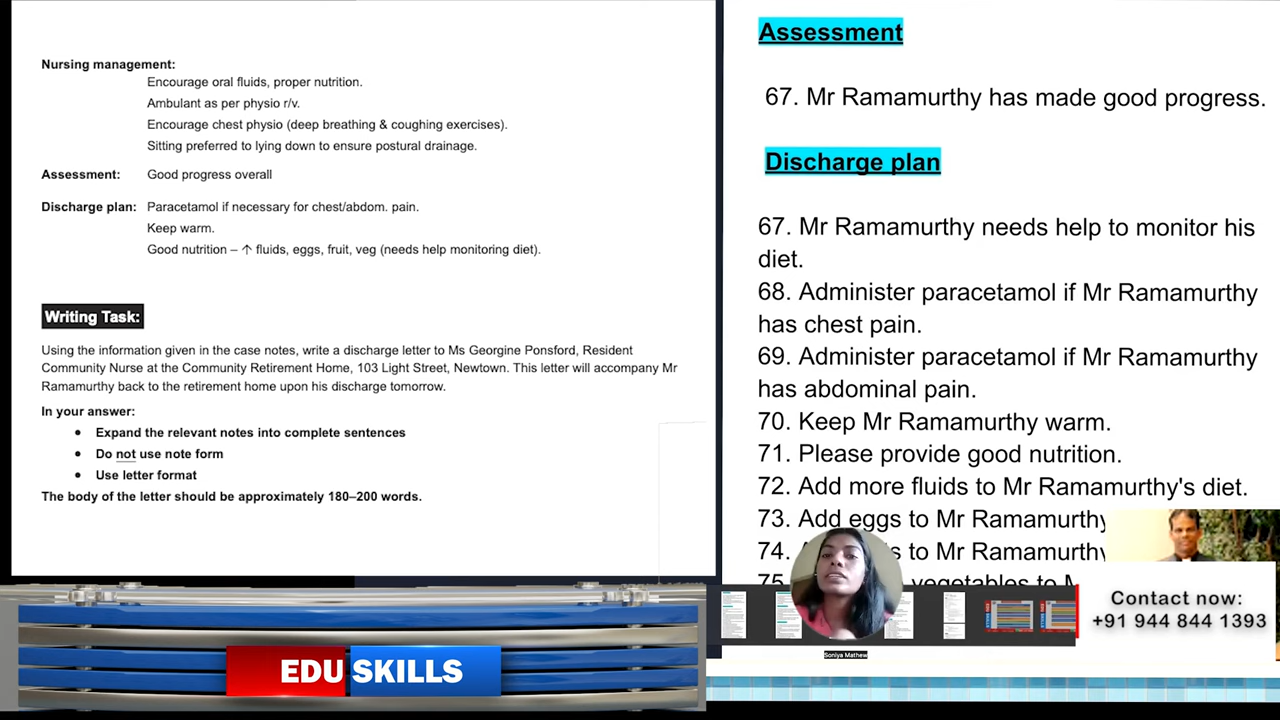 Nursing management:
Encourage oral fluids, proper nutrition.
Ambulant as per physio r/v.
Encourage chest physio (deep breathing & coughing exercises).
Sitting preferred to lying down to ensure postural drainage.
Assessment: Good progress overall
Discharge plan: Paracetamol if necessary for chest/abdom. pain.
Keep warm.
Good nutrition – ↑ fluids, eggs, fruit, veg (needs help monitoring diet).
Writing Task:
Using the information given in the case notes, write a discharge letter to Ms Georgine Ponsford, Resident
Community Nurse at the Community Retirement Home, 103 Light Street, Newtown. This letter will accompany Mr
Ramamurthy back to the retirement home upon his discharge tomorrow.
In your answer:
• Expand the relevant notes into complete sentences
• Do not use note form
• Use letter format
The body of the letter should be approximately 180–200 words.
EDU SKILLS
Assessment
67. Mr Ramamurthy has made good progress.
Discharge plan
67. Mr Ramamurthy needs help to monitor his
diet.
68. Administer paracetamol if Mr Ramamurthy
has chest pain.
69. Administer paracetamol if Mr Ramamurthy
has abdominal pain.
70. Keep Mr Ramamurthy warm.
71. Please provide good nutrition.
72. Add more fluids to Mr Ramamurthy's diet.
73. Add eggs to Mr Ramamurthy
74. to Mr Ramamurthy
75. vegetables to
Soniya Mathew
Contact now:
+91 944 844 1393